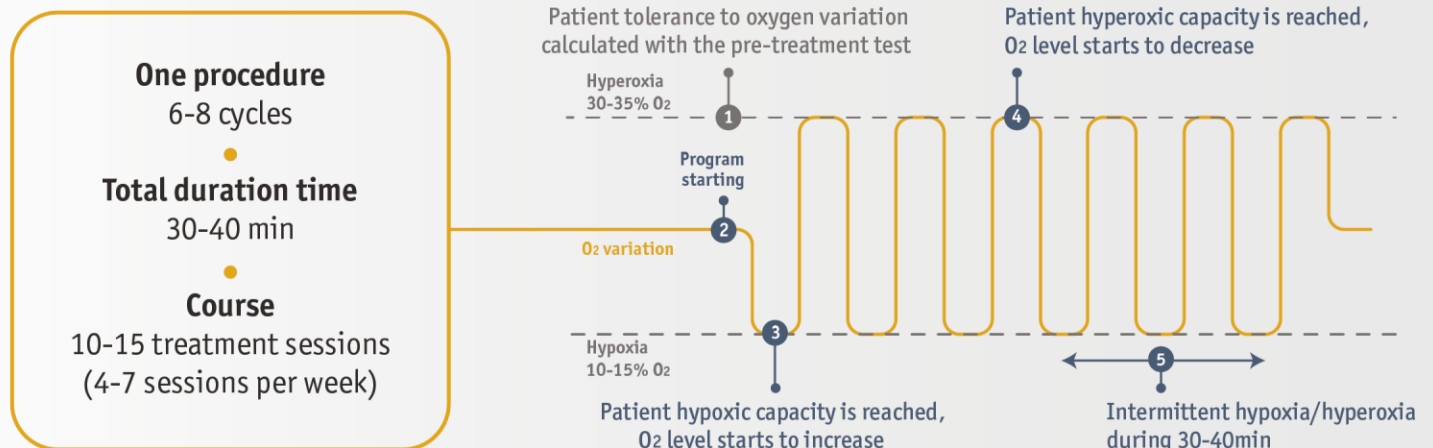 One procedure
6-8 cycles
Total duration time
30-40 min
Course
10-15 treatment sessions
(4-7 sessions per week)
Patient tolerance to oxygen variation
calculated with the pre-treatment test
Patient hyperoxic capacity is reached,
O2 level starts to decrease
Hyperoxia
30-35% O2
1
4
Program
starting
2
O2 variation
3
Hypoxia
10-15% O2
5
Patient hypoxic capacity is reached,
O2 level starts to increase
Intermittent hypoxia/hyperoxia
during 30-40min